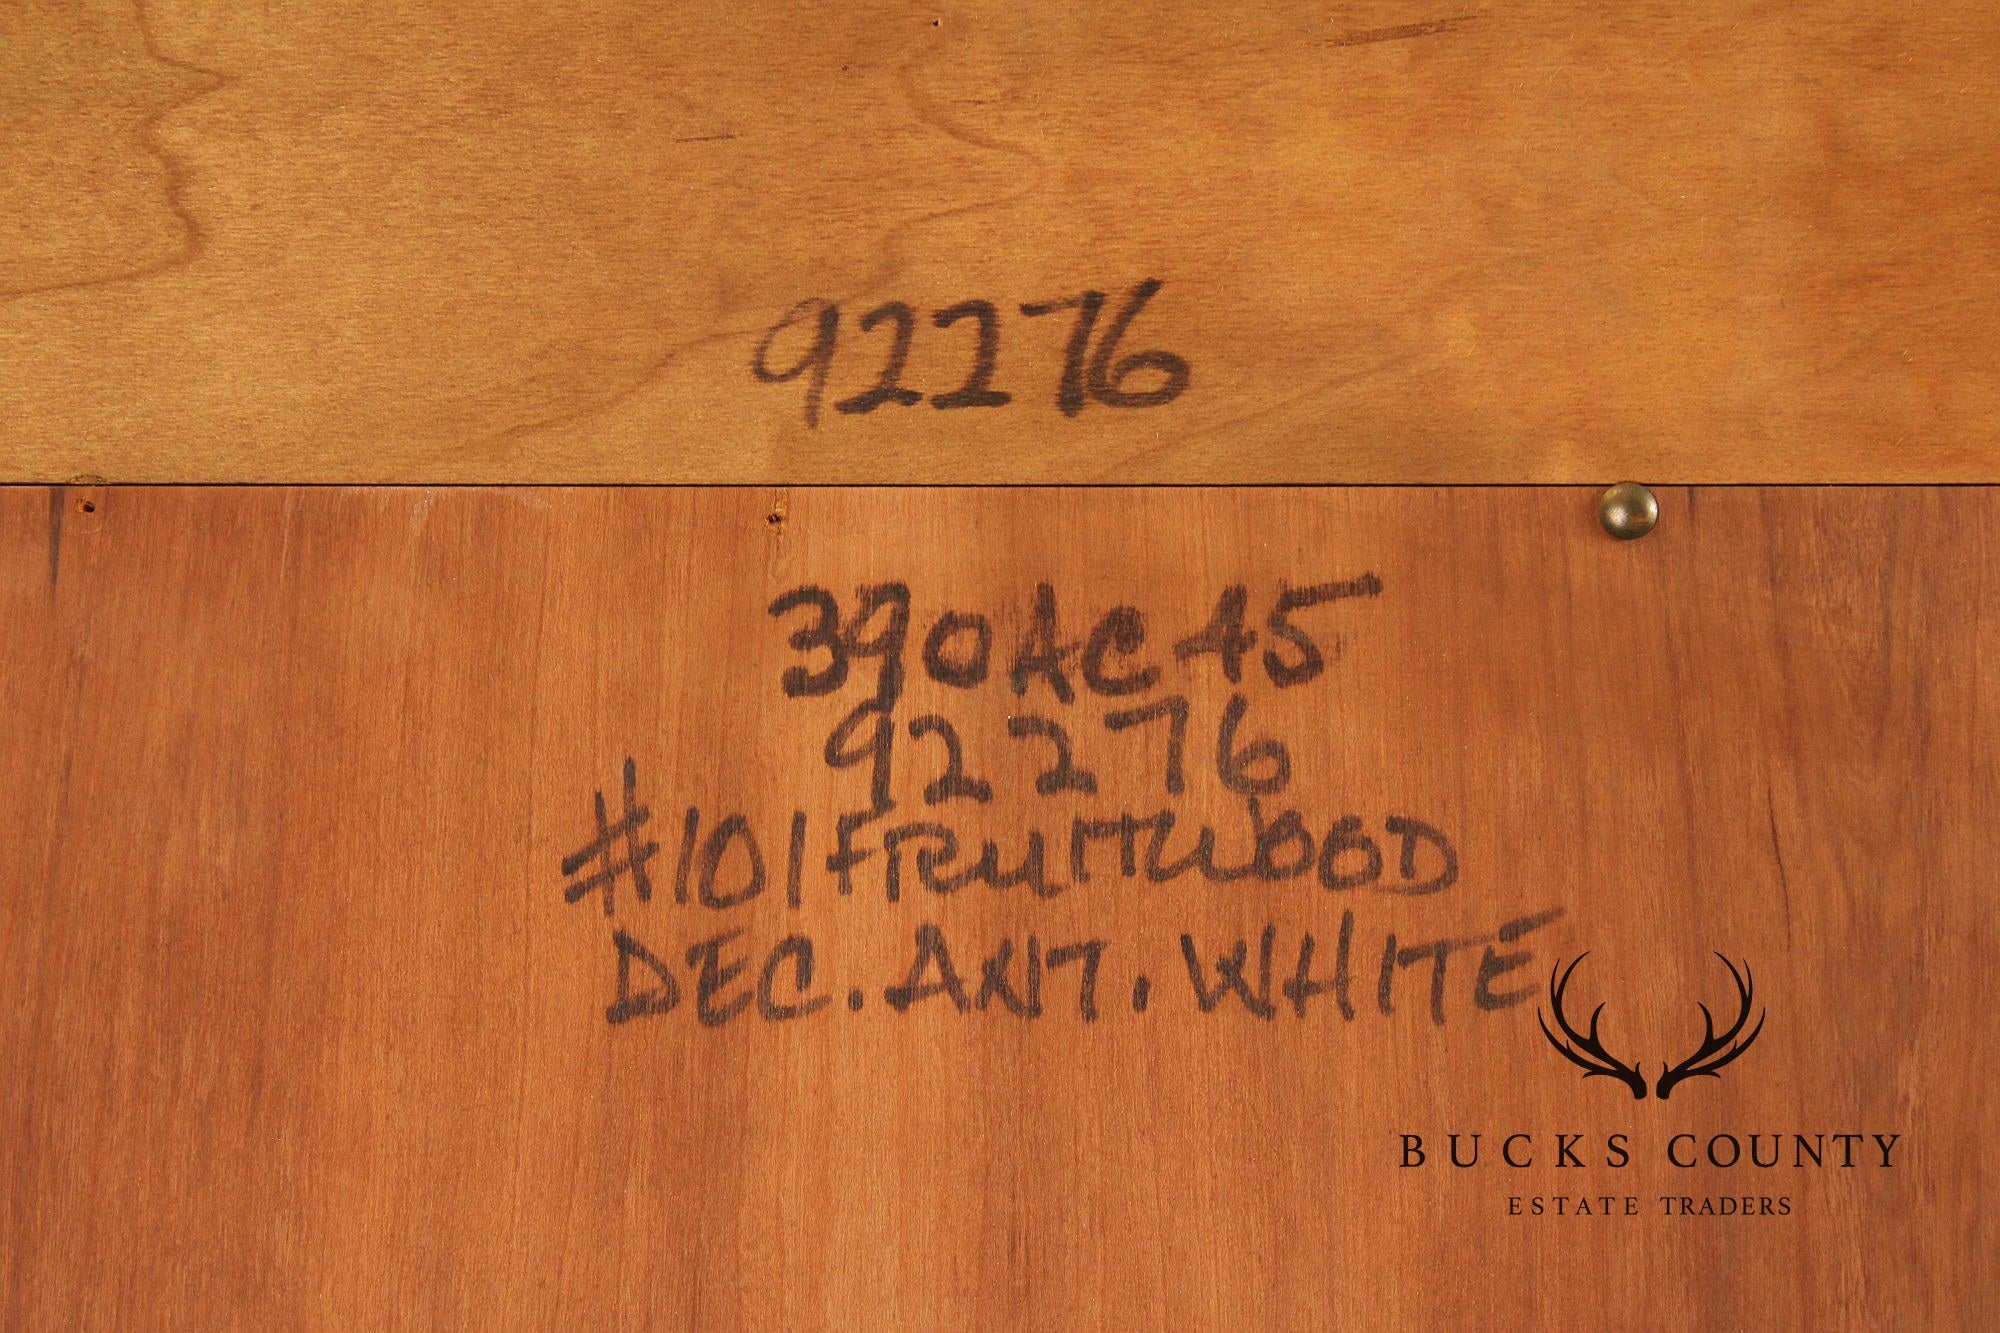 92276
390AC45
92276
#101 FRUITWOOD
DEC. ANT. WHITE
BUCKS COUNTY
ESTATE TRADERS